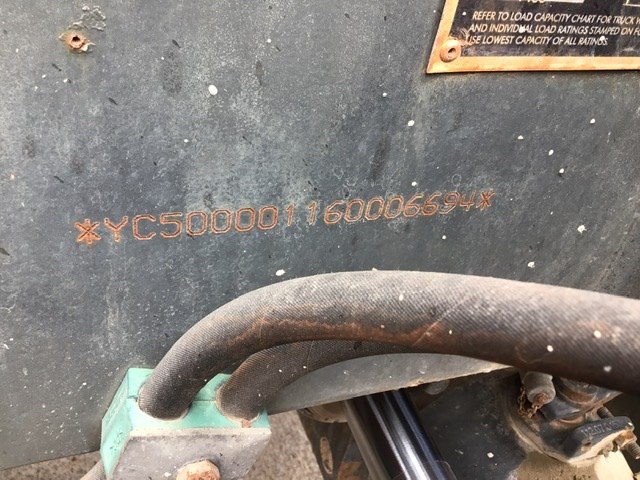 REFER TO LOAD CAPACITY CHART FOR TRUCK
AND INDIVIDUAL LOAD RATINGS STAMPED ON
USE LOWEST CAPACITY OF ALL RATINGS.
*YC500001160006694*